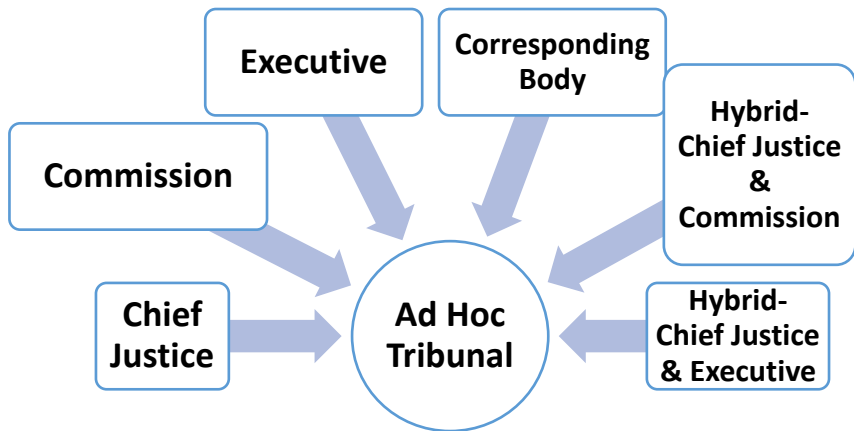 Executive
Corresponding
Body
Hybrid-
Chief Justice
&
Commission
Commission
Chief
Justice
Ad Hoc
Tribunal
Hybrid-
Chief Justice
& Executive